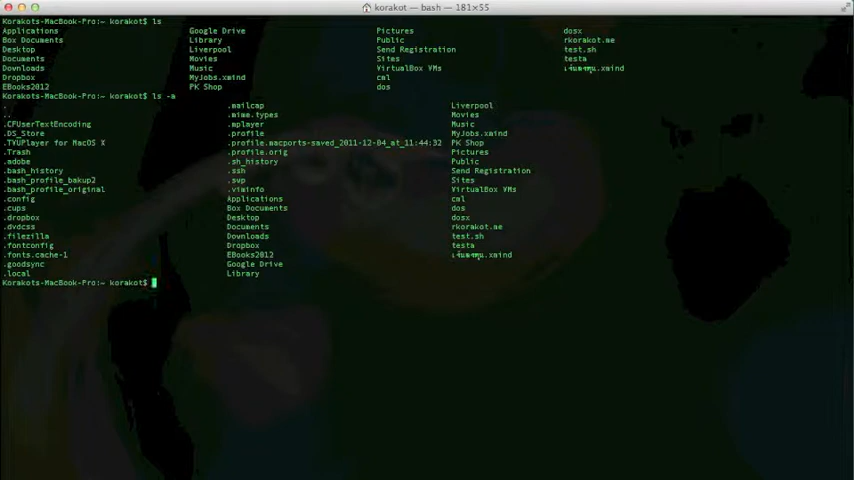 korakot — bash — 181×55
Korakots-MacBook-Pro:~ korakot$ ls
Applications Google Drive Pictures dosx
Box Documents Library Public rkorakot.me
Desktop Liverpool Send Registration test.sh
Documents Movies Sites testa
Downloads Music VirtualBox VMs .xmind
Dropbox MyJobs.xmind cml
EBooks2012 PK Shop dos
Korakots-MacBook-Pro:~ korakot$ ls -a
. .mailcap Liverpool
.. .mime.types Movies
.CFUserTextEncoding .mplayer Music
.DS_Store .profile MyJobs.xmind
.TYUPlayer for MacOS X .profile.macports-saved_2011-12-04_at_11:44:32 PK Shop
.Trash .profile.orig Pictures
.adobe .sh_history Public
.bash_history .ssh Send Registration
.bash_profile_bakup2 .svp Sites
.bash_profile_original .viminfo VirtualBox VMs
.config Applications cml
.cups Box Documents dos
.dropbox Desktop dosx
.dvdcss Documents rkorakot.me
.filezilla Downloads test.sh
.fontconfig Dropbox testa
.fonts.cache-1 EBooks2012 .xmind
.goodsync Google Drive
.local Library
Korakots-MacBook-Pro:~ korakot$